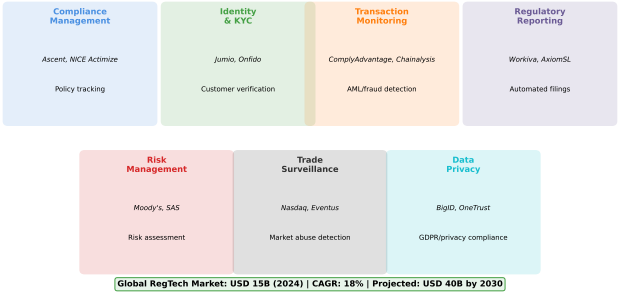 Compliance
Management
Ascent, NICE Actimize
Policy tracking
Identity
& KYC
Jumio, Onfido
Customer verification
Transaction
Monitoring
ComplyAdvantage, Chainalysis
AML/fraud detection
Regulatory
Reporting
Workiva, AxiomSL
Automated filings
Risk
Management
Moody's, SAS
Risk assessment
Trade
Surveillance
Nasdaq, Eventus
Market abuse detection
Data
Privacy
BigID, OneTrust
GDPR/privacy compliance
Global RegTech Market: USD 15B (2024) | CAGR: 18% | Projected: USD 40B by 2030